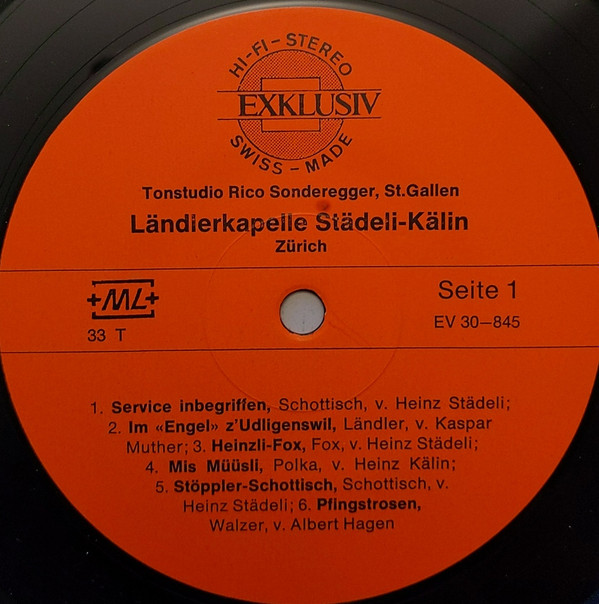 HI-FI-STEREO
EXKLUSIV
SWISS-MADE
Tonstudio Rico Sonderegger, St.Gallen
Ländlerkapelle Städeli-Kälin
Zürich
+ML+
33 T
Seite 1
EV 30–845
1. Service inbegriffen, Schottisch, v. Heinz Städeli;
2. Im «Engel» z'Udligenswil, Ländler, v. Kaspar
Muther; 3. Heinzli-Fox, Fox, v. Heinz Städeli;
4. Mis Müüsli, Polka, v. Heinz Kälin;
5. Stöppler-Schottisch, Schottisch, v.
Heinz Städeli; 6. Pfingstrosen,
Walzer, v. Albert Hagen